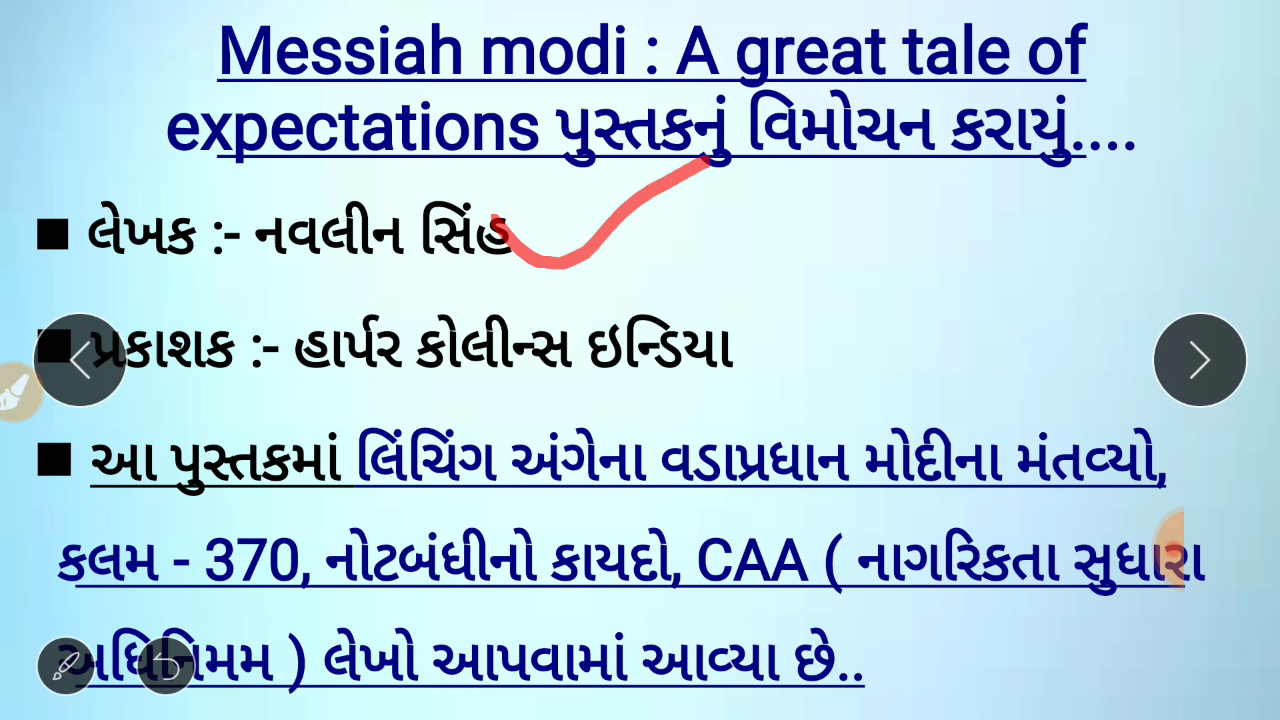 Messiah modi : A great tale of
expectations પુસ્તકનું વિમોચન કરાયું....
■ લેખક :- નવલીન સિંહ
■ પ્રકાશક :- હાર્પર કોલીન્સ ઇન્ડિયા
■ આ પુસ્તકમાં લિંચિંગ અંગેના વડાપ્રધાન મોદીના મંતવ્યો,
કલમ - 370, નોટબંધીનો કાયદો, CAA ( નાગરિકતા સુધારા
અધિનિમમ ) લેખો આપવામાં આવ્યા છે..